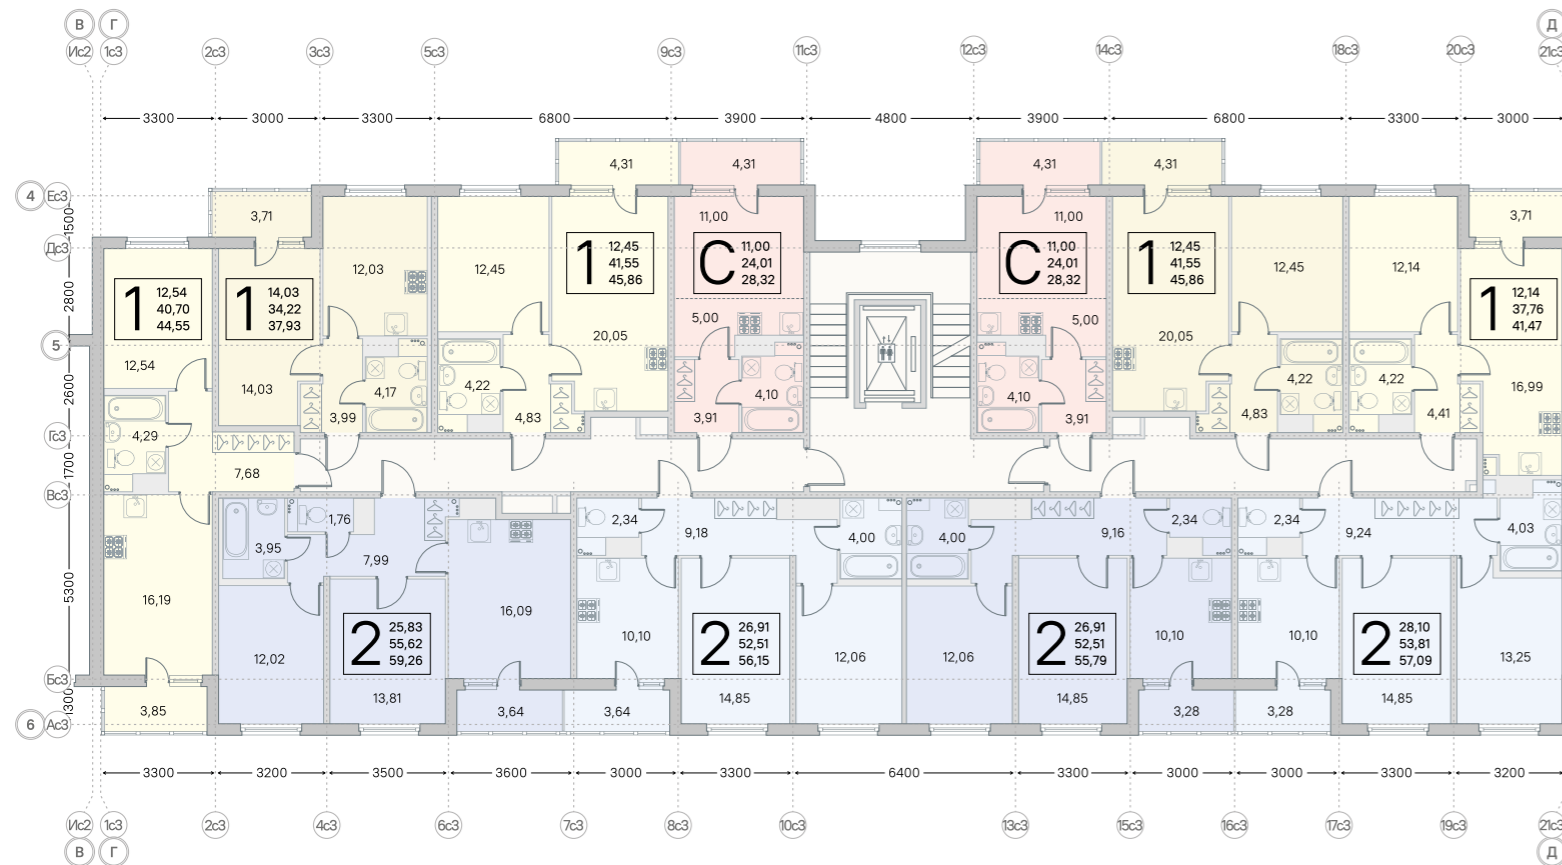 В Г Д
Ис2 1с3 2с3 3с3 5с3 9с3 11с3 12с3 14с3 18с3 20с3 21с3
3300 3000 3300 6800 3900 4800 3900 6800 3300 3000
4,31 4,31 4,31 4,31
4 Ес3
1500
3,71 11,00 11,00 3,71
Дс3
12,03 12,45 12,45 12,14
1 12,45
41,55
45,86
С 11,00
24,01
28,32
С 11,00
24,01
28,32
1 12,45
41,55
45,86
2800
1 12,54
40,70
44,55
1 14,03
34,22
37,93
1 12,14
37,76
41,47
5,00 5,00
20,05 20,05
5
12,54
2600
14,03 4,17 4,22 4,10 4,10 4,22 4,22 16,99
3,99 4,83 3,91 3,91 4,83 4,41
Гс3
4,29
1700
7,68
Вс3
1,76 2,34 9,18 4,00 4,00 9,16 2,34 2,34 9,24 4,03
3,95 7,99
5300
16,19 16,09
10,10 10,10 10,10
2 25,83
55,62
59,26
2 26,91
52,51
56,15
2 26,91
52,51
55,79
2 28,10
53,81
57,09
12,02 12,06 12,06 13,25
Бс3
13,81 14,85 14,85 14,85
1300
3,85 3,64 3,64 3,28 3,28
6 Ас3
3300 3200 3500 3600 3000 3300 6400 3300 3000 3000 3300 3200
Ис2 1с3 2с3 4с3 6с3 7с3 8с3 10с3 13с3 15с3 16с3 17с3 19с3 21с3
В Г Д